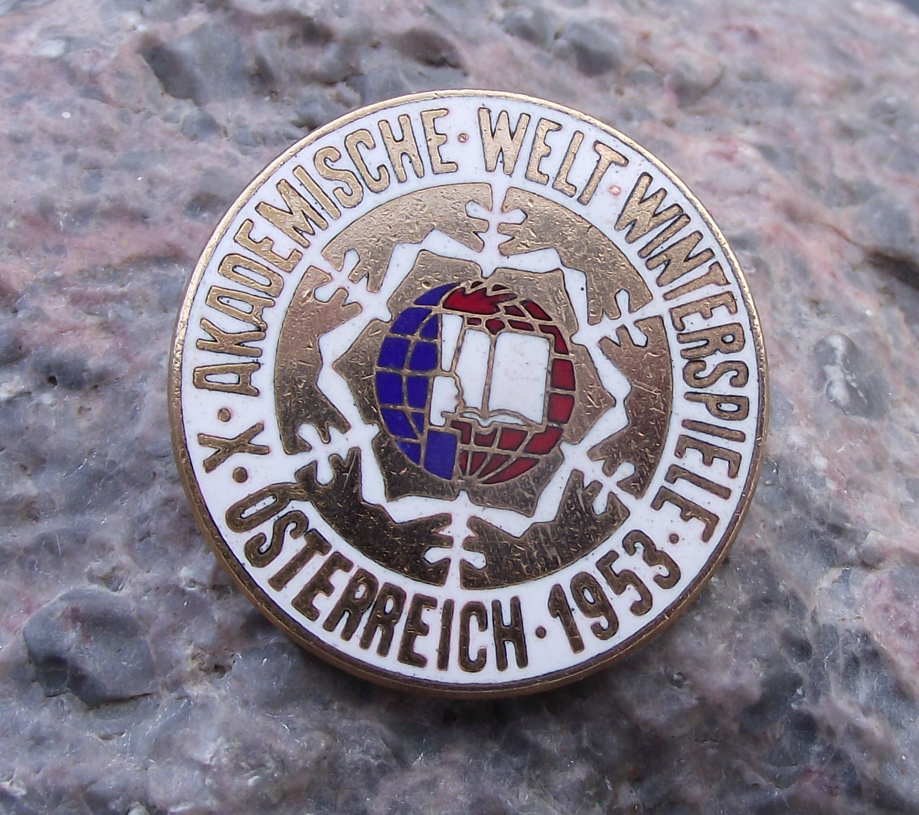 X · AKADEMISCHE · WELT · WINTERSPIELE ·
ÖSTERREICH · 1953